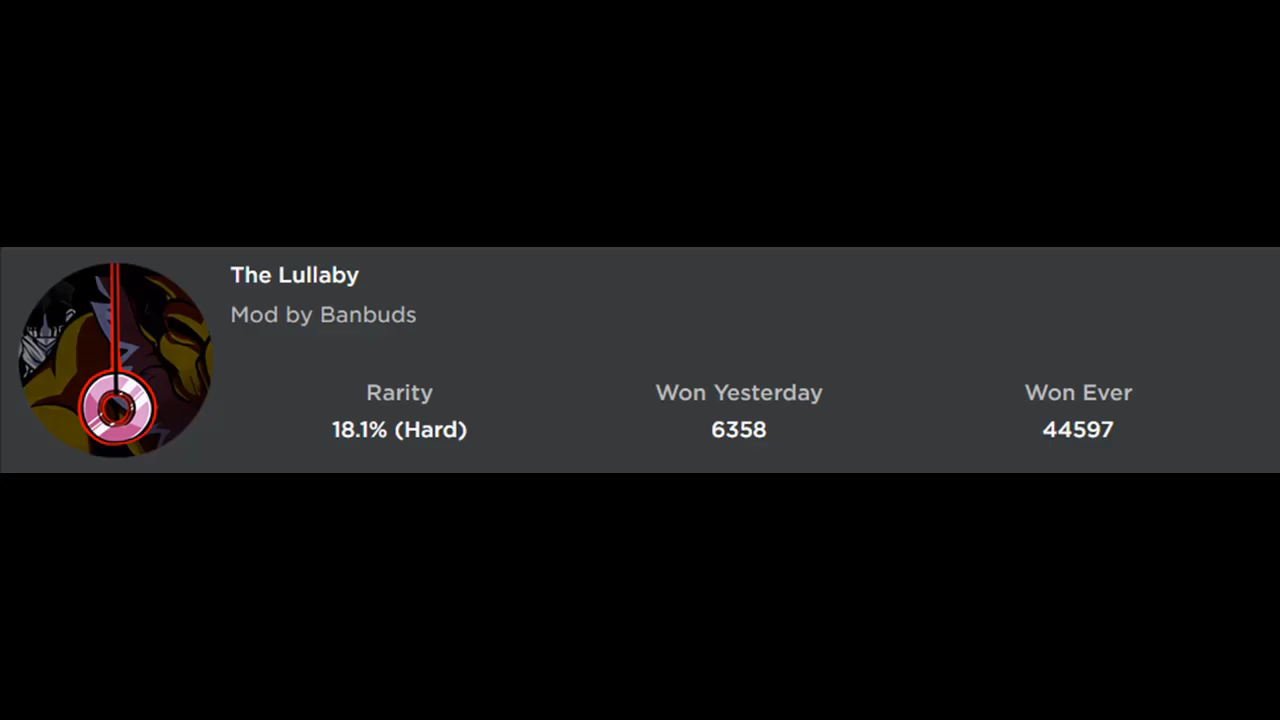 The Lullaby
Mod by Banbuds
Rarity Won Yesterday Won Ever
18.1% (Hard) 6358 44597